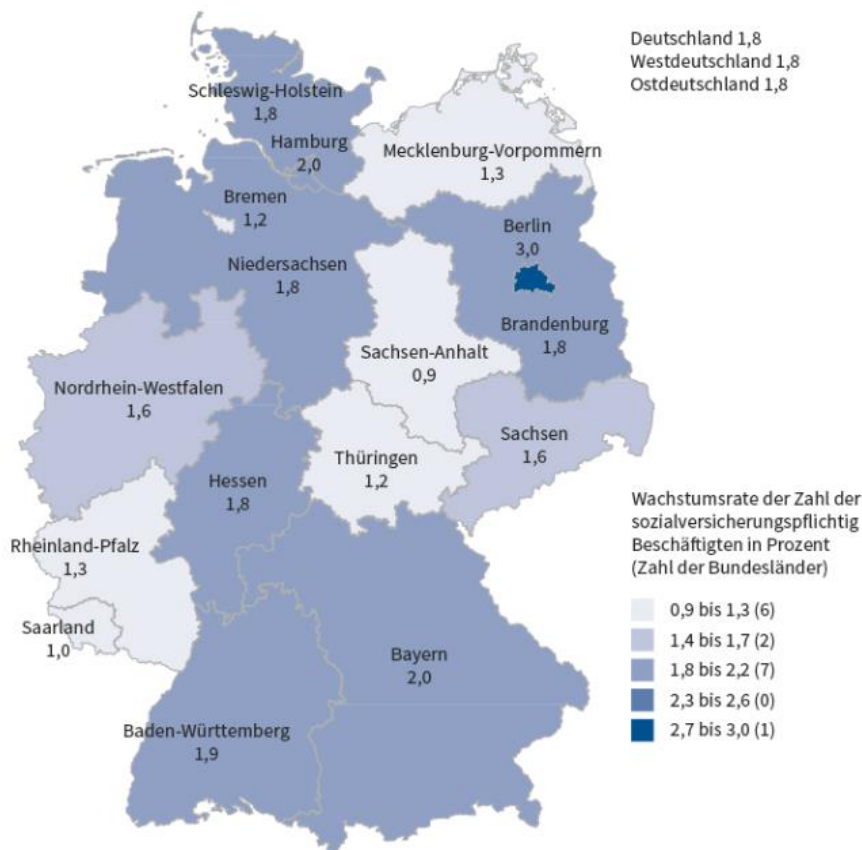 Deutschland 1,8
Westdeutschland 1,8
Ostdeutschland 1,8
Schleswig-Holstein
1,8
Hamburg
2,0
Mecklenburg-Vorpommern
1,3
Bremen
1,2
Berlin
3,0
Niedersachsen
1,8
Brandenburg
1,8
Sachsen-Anhalt
0,9
Nordrhein-Westfalen
1,6
Sachsen
1,6
Thüringen
1,2
Hessen
1,8
Rheinland-Pfalz
1,3
Saarland
1,0
Bayern
2,0
Baden-Württemberg
1,9
Wachstumsrate der Zahl der
sozialversicherungspflichtig
Beschäftigten in Prozent
(Zahl der Bundesländer)
0,9 bis 1,3 (6)
1,4 bis 1,7 (2)
1,8 bis 2,2 (7)
2,3 bis 2,6 (0)
2,7 bis 3,0 (1)